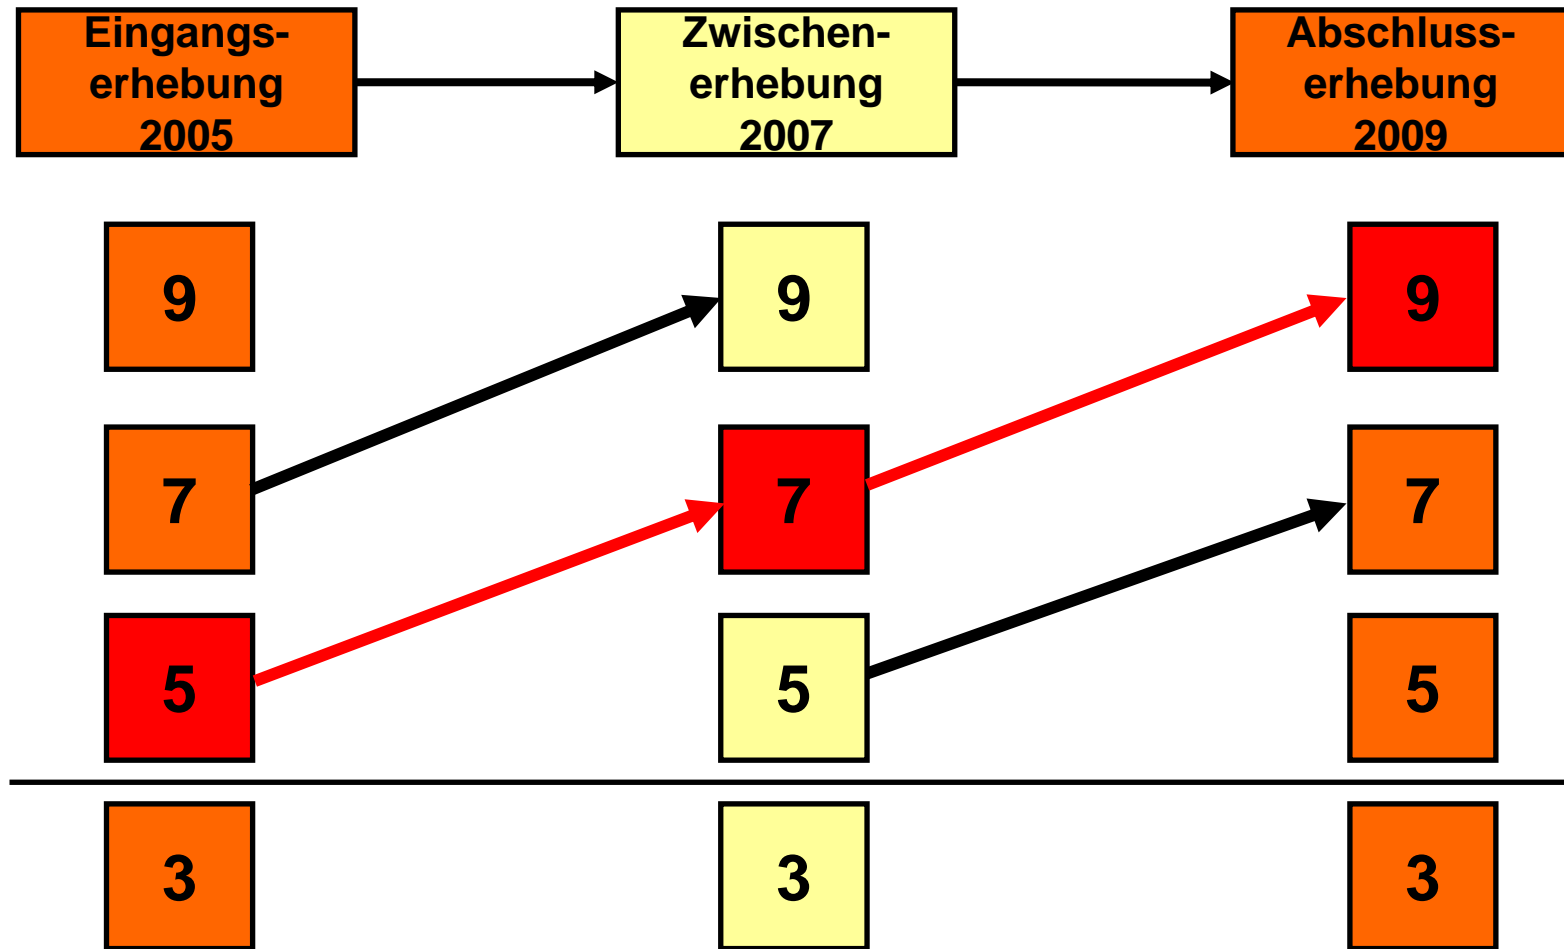 Eingangs-
erhebung
2005
Zwischen-
erhebung
2007
Abschluss-
erhebung
2009
9
9
9
7
7
7
5
5
5
3
3
3